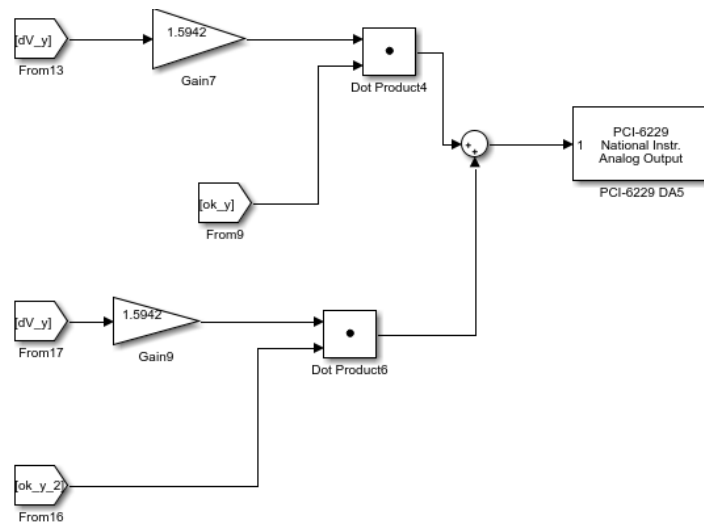 [dV_y]
From13
1.5942
Gain7
Dot Product4
[ok_y]
From9
++
1
PCI-6229
National Instr.
Analog Output
PCI-6229 DA5
[dV_y]
From17
1.5942
Gain9
Dot Product6
[ok_y_2]
From16